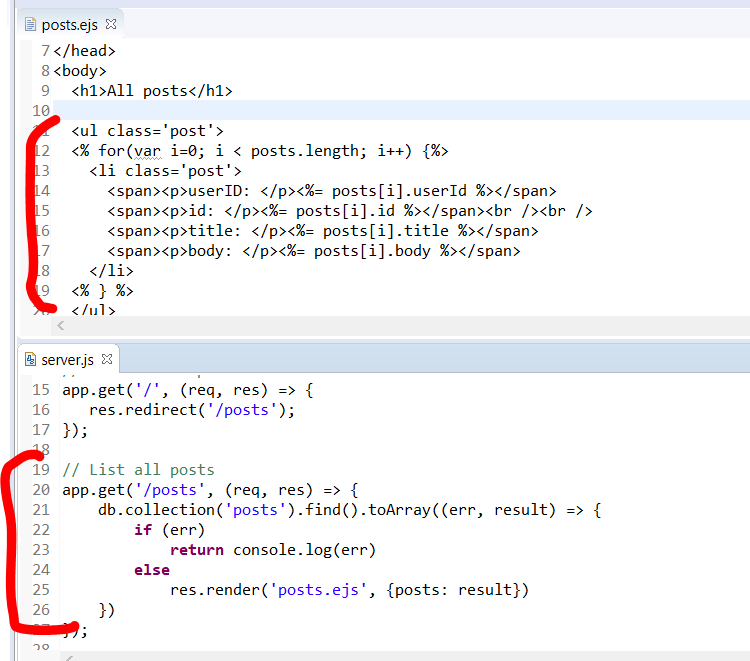 posts.ejs
7 </head>
8 <body>
9 <h1>All posts</h1>
10
11 <ul class='post'>
12 <% for(var i=0; i < posts.length; i++) {%>
13 <li class='post'>
14 <span><p>userID: </p><%= posts[i].userId %></span>
15 <span><p>id: </p><%= posts[i].id %></span><br /><br />
16 <span><p>title: </p><%= posts[i].title %></span>
17 <span><p>body: </p><%= posts[i].body %></span>
18 </li>
19 <% } %>
20 </ul>
server.js
15 app.get('/', (req, res) => {
16 res.redirect('/posts');
17 });
18
19 // List all posts
20 app.get('/posts', (req, res) => {
21 db.collection('posts').find().toArray((err, result) => {
22 if (err)
23 return console.log(err)
24 else
25 res.render('posts.ejs', {posts: result})
26 })
27 });
28